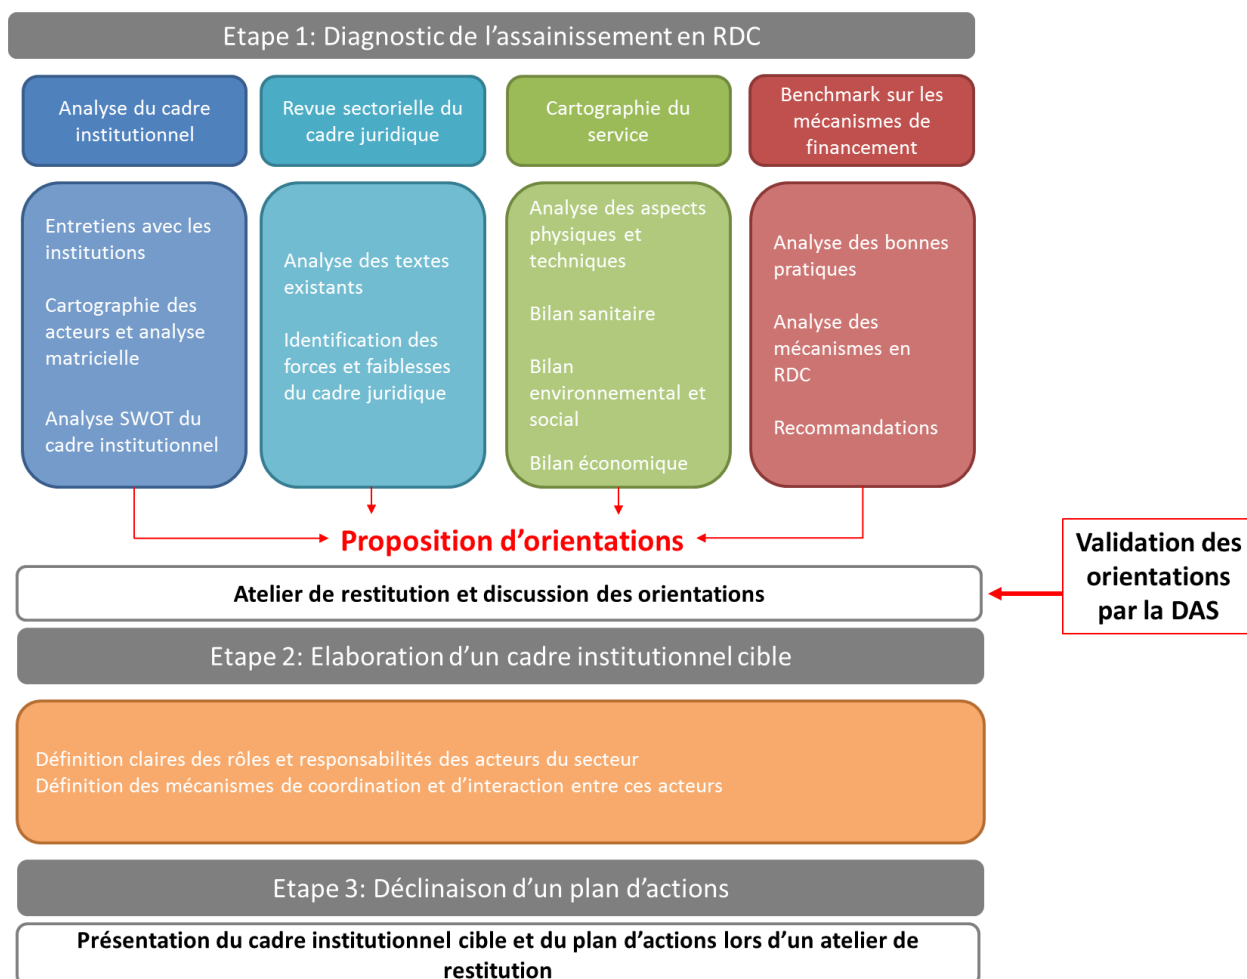 Etape 1: Diagnostic de l’assainissement en RDC
Analyse du cadre
institutionnel
Revue sectorielle du
cadre juridique
Cartographie du
service
Benchmark sur les
mécanismes de
financement
Entretiens avec les
institutions
Cartographie des
acteurs et analyse
matricielle
Analyse SWOT du
cadre institutionnel
Analyse des textes
existants
Identification des
forces et faiblesses
du cadre juridique
Analyse des aspects
physiques et
techniques
Bilan sanitaire
Bilan
environnemental et
social
Bilan économique
Analyse des bonnes
pratiques
Analyse des
mécanismes en
RDC
Recommandations
Proposition d’orientations
Validation des
orientations
par la DAS
Atelier de restitution et discussion des orientations
Etape 2: Elaboration d’un cadre institutionnel cible
Définition claires des rôles et responsabilités des acteurs du secteur
Définition des mécanismes de coordination et d’interaction entre ces acteurs
Etape 3: Déclinaison d’un plan d’actions
Présentation du cadre institutionnel cible et du plan d’actions lors d’un atelier de
restitution